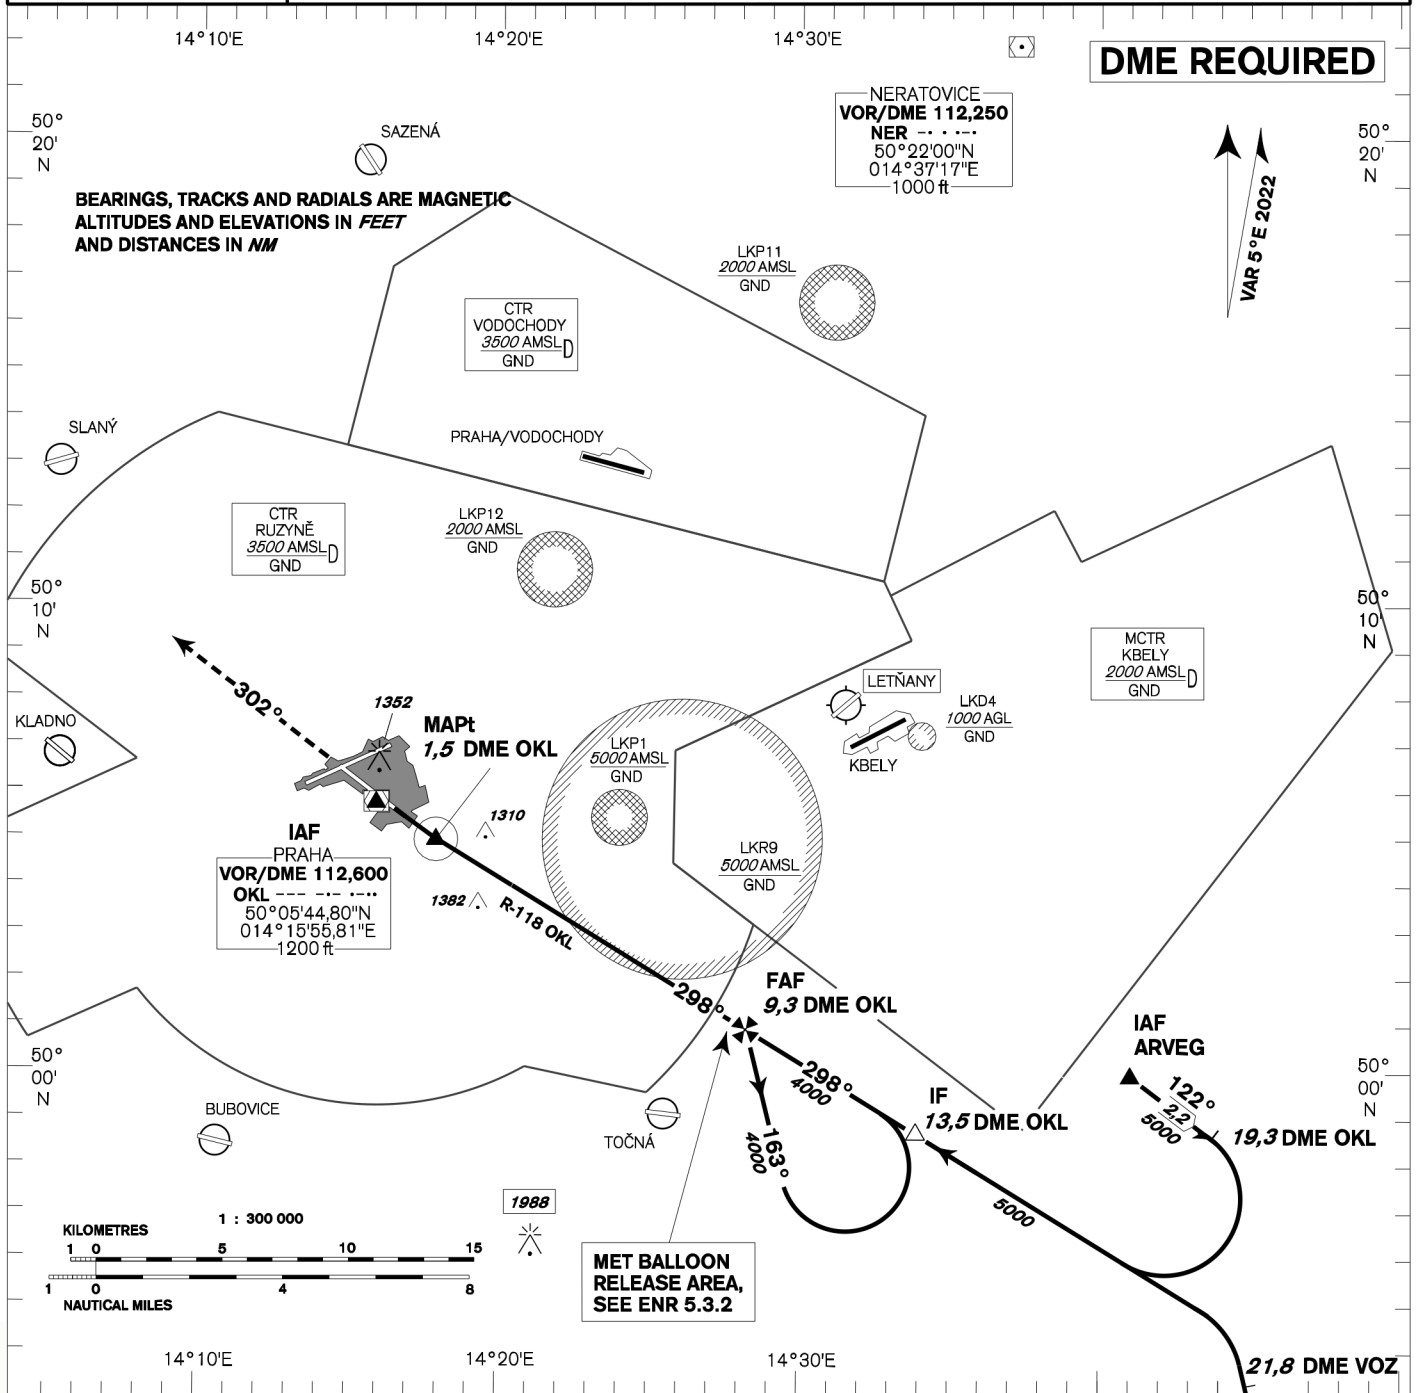 14°10'E
14°20'E
14°30'E
DME REQUIRED
NERATOVICE
VOR/DME 112,250
NER -· · ·-·
50°22'00"N
014°37'17"E
1000 ft
50°
20'
N
50°
20'
N
SAZENÁ
BEARINGS, TRACKS AND RADIALS ARE MAGNETIC
ALTITUDES AND ELEVATIONS IN FEET
AND DISTANCES IN NM
VAR 5°E 2022
LKP11
2000 AMSL
GND
CTR
VODOCHODY
3500 AMSL D
GND
SLANÝ
PRAHA/VODOCHODY
CTR
RUZYNĚ
3500 AMSL D
GND
LKP12
2000 AMSL
GND
50°
10'
N
50°
10'
N
MCTR
KBELY
2000 AMSL D
GND
302°
1352
KLADNO
MAPt
1,5 DME OKL
LKP1
5000 AMSL
GND
LETŇANY
LKD4
1000 AGL
GND
KBELY
1310
IAF
PRAHA
VOR/DME 112,600
OKL --- -·- ·-··
50°05'44,80"N
014°15'55,81"E
1200 ft
1382
R-118 OKL
LKR9
5000 AMSL
GND
298°
FAF
9,3 DME OKL
IAF
ARVEG
50°
00'
N
50°
00'
N
298°
4000
IF
13,5 DME OKL
122°
2,2
5000
19,3 DME OKL
BUBOVICE
TOČNÁ
163°
4000
5000
1988
1 : 300 000
KILOMETRES
1 0 5 10 15
1 0 4 8
NAUTICAL MILES
MET BALLOON
RELEASE AREA,
SEE ENR 5.3.2
14°10'E
14°20'E
14°30'E
21,8 DME VOZ